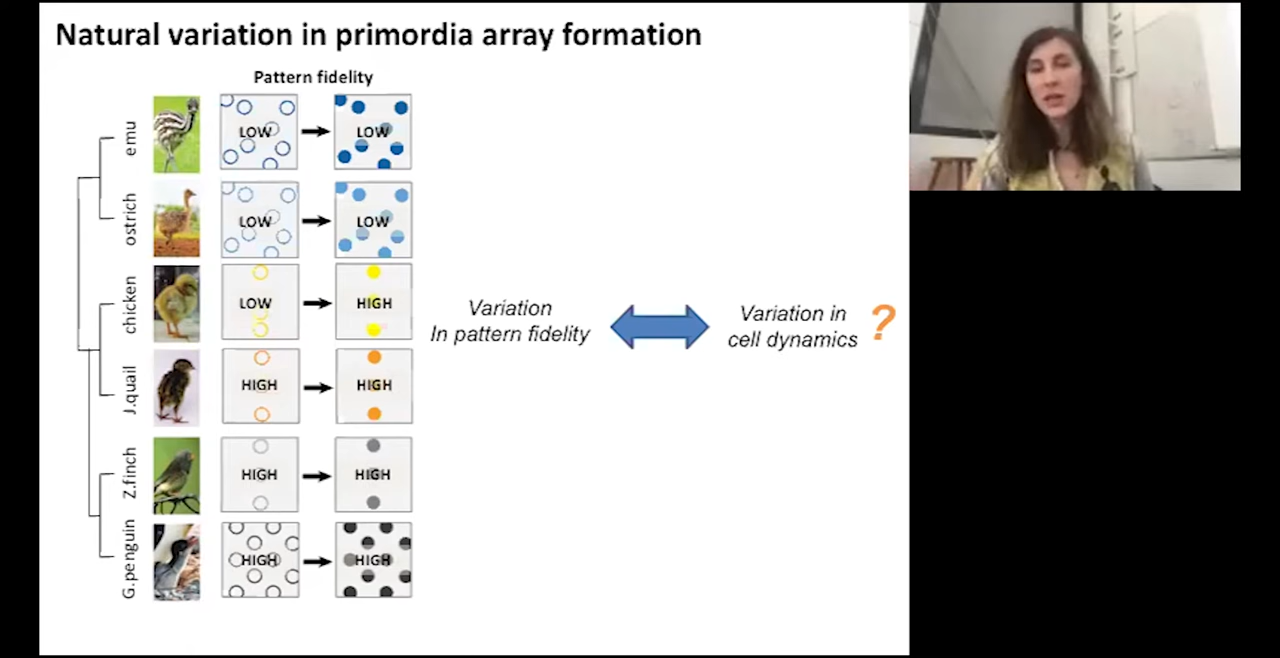 Natural variation in primordia array formation
Pattern fidelity
emu
LOW
LOW
ostrich
LOW
LOW
chicken
LOW
HIGH
J.quail
HIGH
HIGH
Z.finch
HIGH
HIGH
G.penguin
HIGH
HIGH
Variation
In pattern fidelity
Variation in
cell dynamics
?